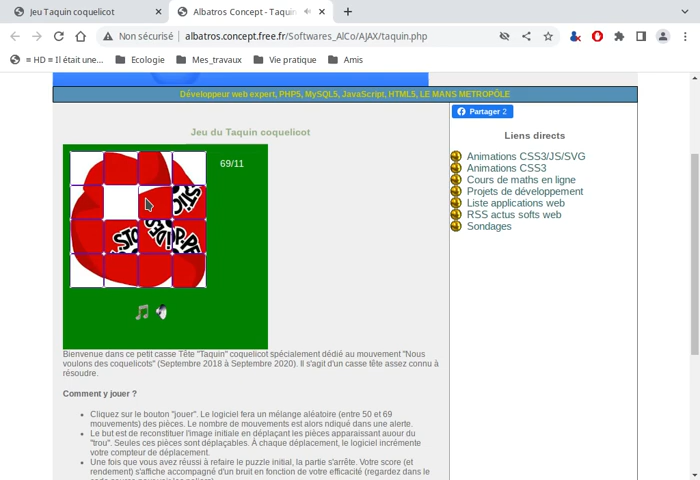 Jeu Taquin coquelicot
Albatros Concept - Taquin
Non sécurisé
albatros.concept.free.fr/Softwares_AlCo/AJAX/taquin.php
= HD = Il était une…
Ecologie
Mes_travaux
Vie pratique
Amis
Développeur web expert, PHP5, MySQL5, JavaScript, HTML5, LE MANS METROPÔLE
Partager 2
Jeu du Taquin coquelicot
Liens directs
69/11
Animations CSS3/JS/SVG
Animations CSS3
Cours de maths en ligne
Projets de développement
Liste applications web
RSS actus softs web
Sondages
Bienvenue dans ce petit casse Tête "Taquin" coquelicot spécialement dédié au mouvement "Nous
voulons des coquelicots" (Septembre 2018 à Septembre 2020). Il s'agit d'un casse tête assez connu à
résoudre.
Comment y jouer ?
Cliquez sur le bouton "jouer". Le logiciel fera un mélange aléatoire (entre 50 et 69
mouvements) des pièces. Le nombre de mouvements est alors ndiqué dans une alerte.
Le but est de reconstituer l'image initiale en déplaçant les pièces apparaissant auour du
"trou". Seules ces pièces sont déplaçables. À chaque déplacement, le logiciel incrémente
votre compteur de déplacement.
Une fois que vous avez réussi à refaire le puzzle initial, la partie s'arrête. Votre score (et
rendement) s'affiche accompagné d'un bruit en fonction de votre efficacité (regardez dans le